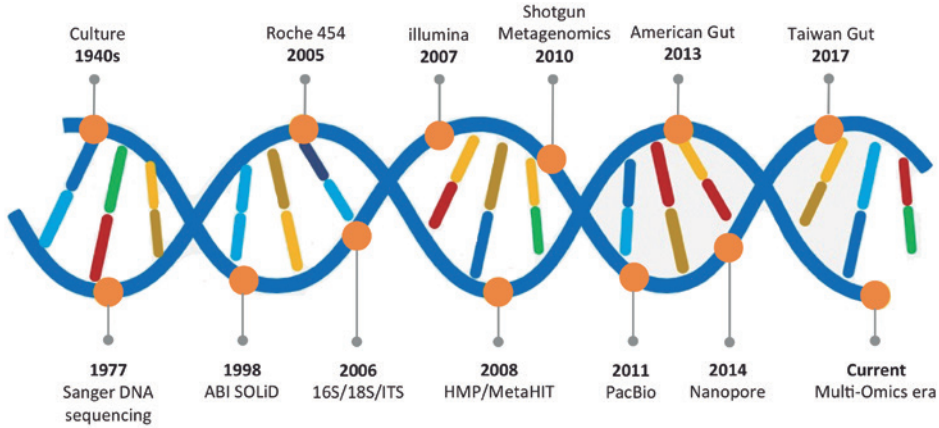 Culture
1940s
Roche 454
2005
illumina
2007
Shotgun
Metagenomics
2010
American Gut
2013
Taiwan Gut
2017
1977
Sanger DNA
sequencing
1998
ABI SOLiD
2006
16S/18S/ITS
2008
HMP/MetaHIT
2011
PacBio
2014
Nanopore
Current
Multi-Omics era